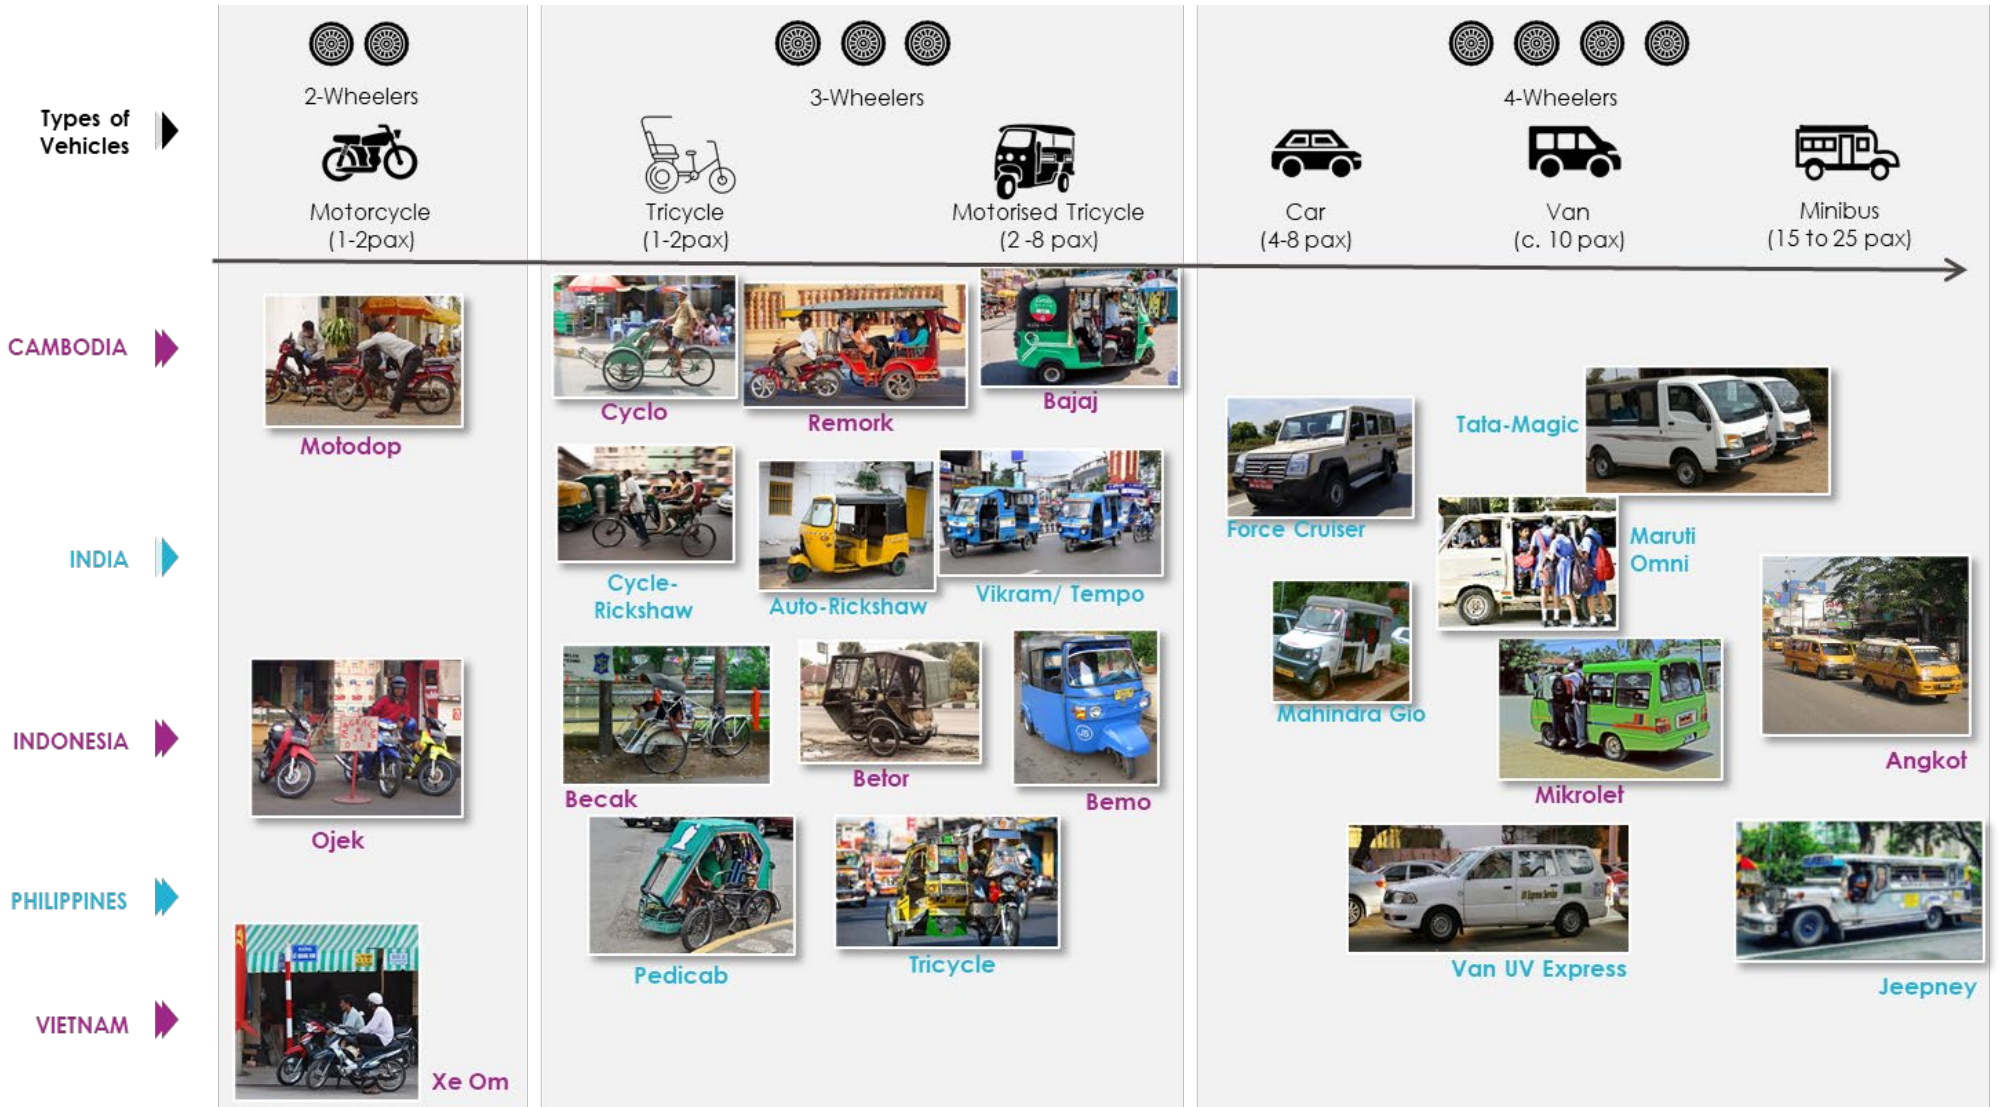 Types of
Vehicles
2-Wheelers
3-Wheelers
4-Wheelers
Motorcycle
(1-2pax)
Tricycle
(1-2pax)
Motorised Tricycle
(2 -8 pax)
Car
(4-8 pax)
Van
(c. 10 pax)
Minibus
(15 to 25 pax)
CAMBODIA
Motodop
Cyclo
Remork
Bajaj
INDIA
Cycle-
Rickshaw
Auto-Rickshaw
Vikram/ Tempo
Force Cruiser
Tata-Magic
Maruti
Omni
Mahindra Gio
INDONESIA
Ojek
Becak
Betor
Bemo
Mikrolet
Angkot
PHILIPPINES
Pedicab
Tricycle
Van UV Express
UV Express Service
Jeepney
VIETNAM
Xe Om